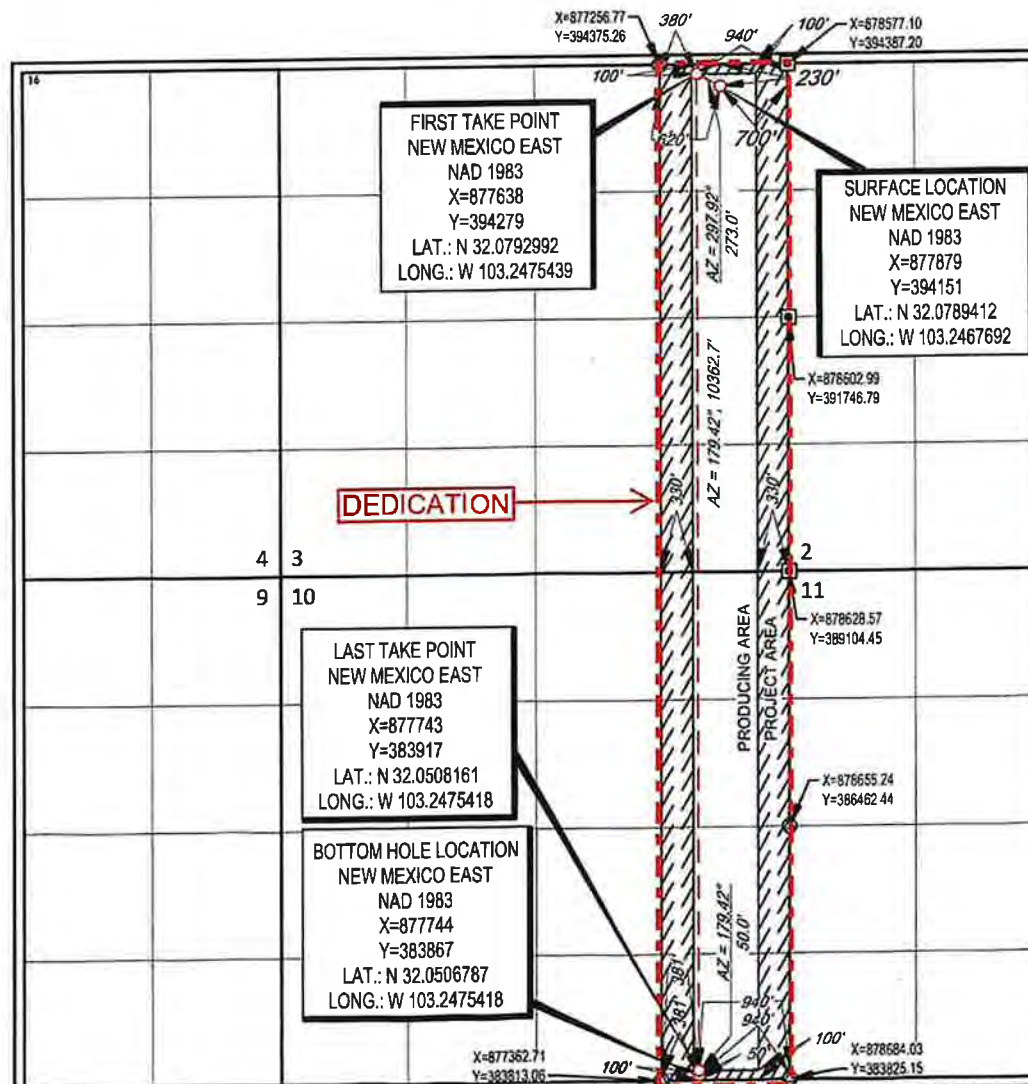 X=877256.77
Y=394375.26
380'
940'
100'
X=878577.10
Y=394387.20
16
100'
230'
FIRST TAKE POINT
NEW MEXICO EAST
NAD 1983
X=877638
Y=394279
LAT.: N 32.0792992
LONG.: W 103.2475439
620'
700'
AZ = 297.92°
273.0'
SURFACE LOCATION
NEW MEXICO EAST
NAD 1983
X=877879
Y=394151
LAT.: N 32.0789412
LONG.: W 103.2467692
X=878602.99
Y=391746.79
AZ = 179.42°, 10362.7'
330'
330'
DEDICATION
4 3
2
9 10
11
X=878628.57
Y=389104.45
LAST TAKE POINT
NEW MEXICO EAST
NAD 1983
X=877743
Y=383917
LAT.: N 32.0508161
LONG.: W 103.2475418
PRODUCING AREA
PROJECT AREA
X=878655.24
Y=386462.44
BOTTOM HOLE LOCATION
NEW MEXICO EAST
NAD 1983
X=877744
Y=383867
LAT.: N 32.0506787
LONG.: W 103.2475418
AZ = 179.42°
50.0'
381'
381'
940'
940'
50'
100'
100'
X=877362.71
Y=383813.06
X=878684.03
Y=383825.15